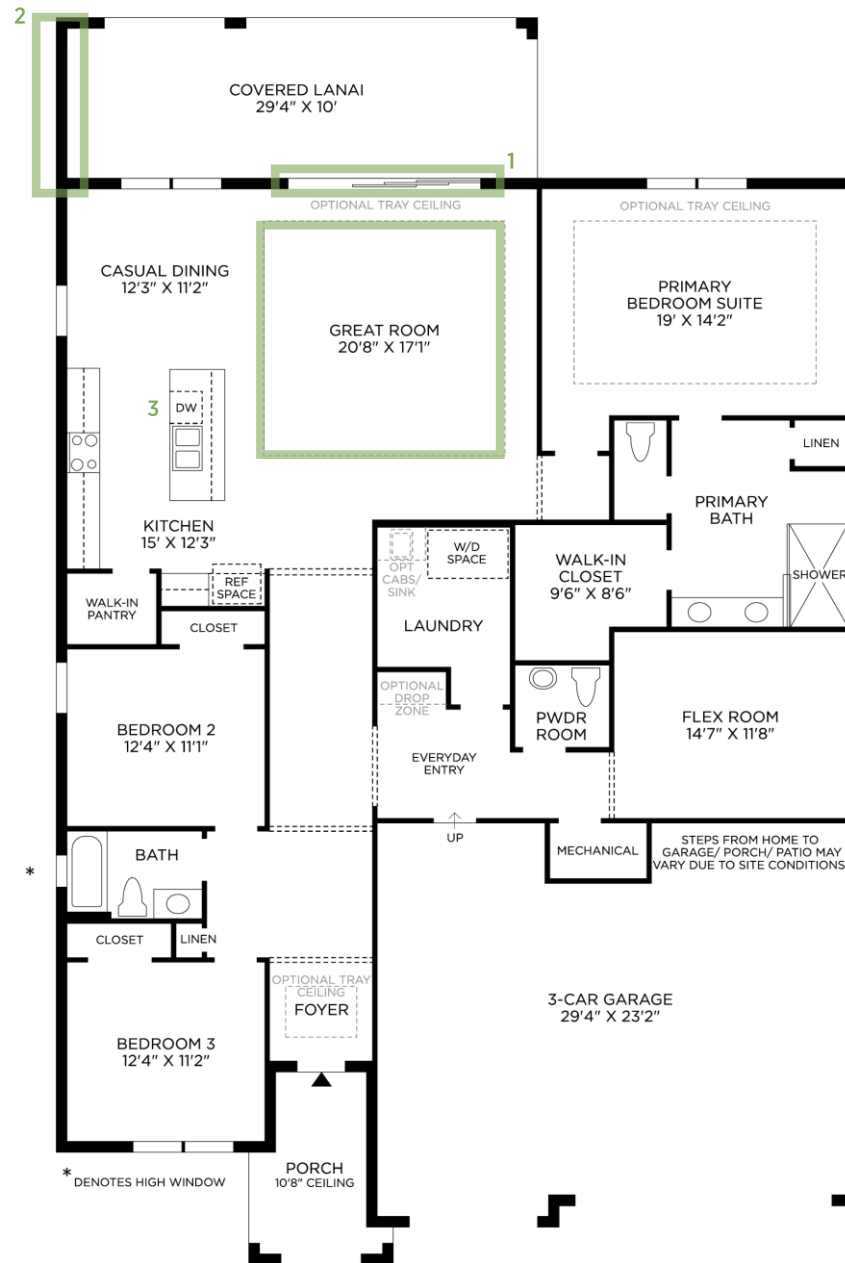 2
COVERED LANAI
29'4" X 10'
1
OPTIONAL TRAY CEILING
OPTIONAL TRAY CEILING
CASUAL DINING
12'3" X 11'2"
GREAT ROOM
20'8" X 17'1"
PRIMARY
BEDROOM SUITE
19' X 14'2"
3
DW
LINEN
PRIMARY
BATH
KITCHEN
15' X 12'3"
OPT
CABS/
SINK
W/D
SPACE
WALK-IN
CLOSET
9'6" X 8'6"
SHOWER
REF
SPACE
WALK-IN
PANTRY
CLOSET
LAUNDRY
OPTIONAL
DROP
ZONE
BEDROOM 2
12'4" X 11'1"
PWDR
ROOM
FLEX ROOM
14'7" X 11'8"
EVERYDAY
ENTRY
UP
MECHANICAL
STEPS FROM HOME TO
GARAGE/ PORCH/ PATIO MAY
VARY DUE TO SITE CONDITIONS
BATH
*
CLOSET
LINEN
OPTIONAL TRAY
CEILING
FOYER
3-CAR GARAGE
29'4" X 23'2"
BEDROOM 3
12'4" X 11'2"
PORCH
10'8" CEILING
* DENOTES HIGH WINDOW